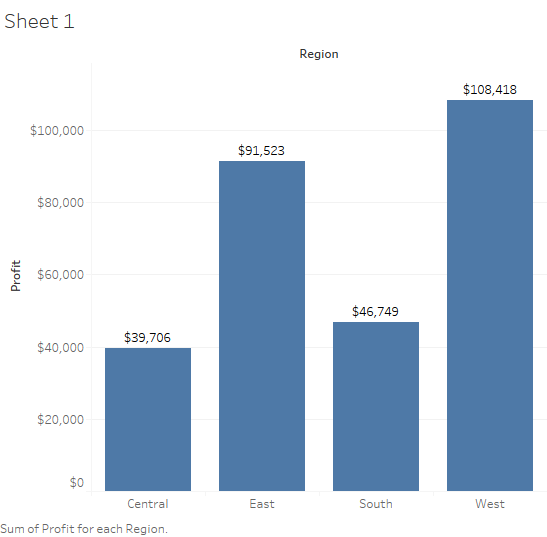 Sheet 1
Region
$108,418
$100,000
$91,523
$80,000
Profit
$60,000
$46,749
$39,706
$40,000
$20,000
$0
Central East South West
Sum of Profit for each Region.